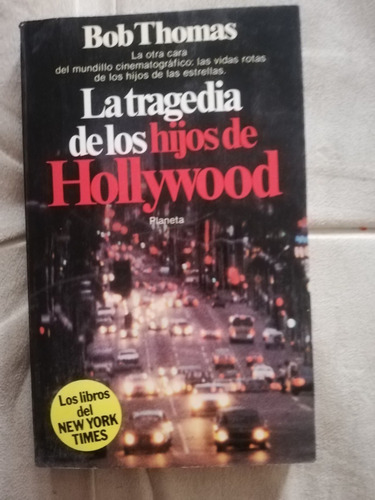 Bob Thomas
La otra cara
del mundillo cinematográfico: las vidas rotas
de los hijos de las estrellas.
La tragedia
de los hijos de
Hollywood
Planeta
Los libros
del
NEW YORK
TIMES